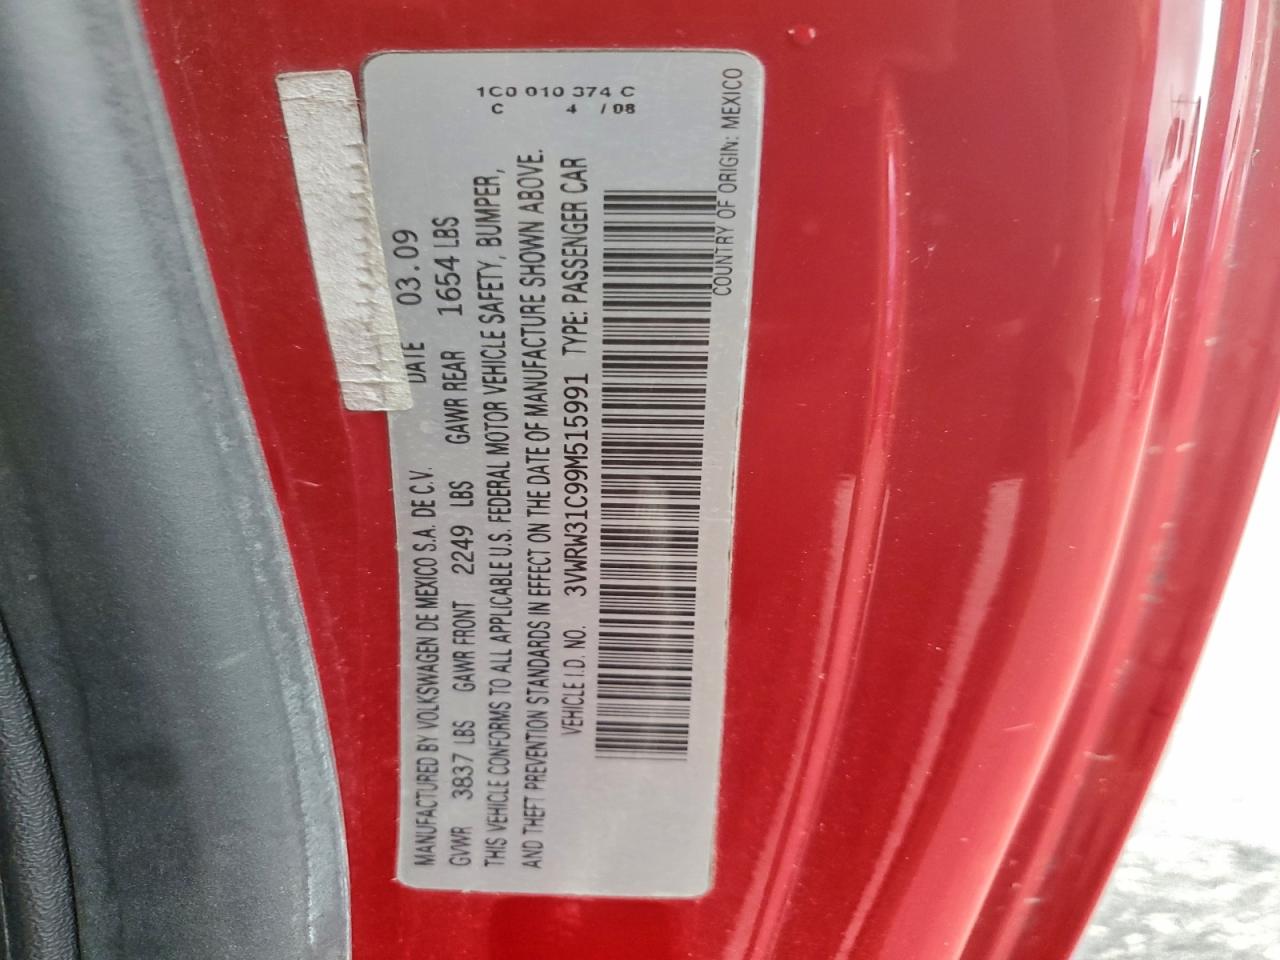 1C0 010 374 C
C 4 /08
MANUFACTURED BY VOLKSWAGEN DE MEXICO S.A. DE C.V. DATE 03.09
GVWR 3837 LBS GAWR FRONT 2249 LBS GAWR REAR 1654 LBS
THIS VEHICLE CONFORMS TO ALL APPLICABLE U.S. FEDERAL MOTOR VEHICLE SAFETY, BUMPER,
AND THEFT PREVENTION STANDARDS IN EFFECT ON THE DATE OF MANUFACTURE SHOWN ABOVE.
VEHICLE I.D. NO. 3VWRW31C99M515991 TYPE: PASSENGER CAR
COUNTRY OF ORIGIN: MEXICO